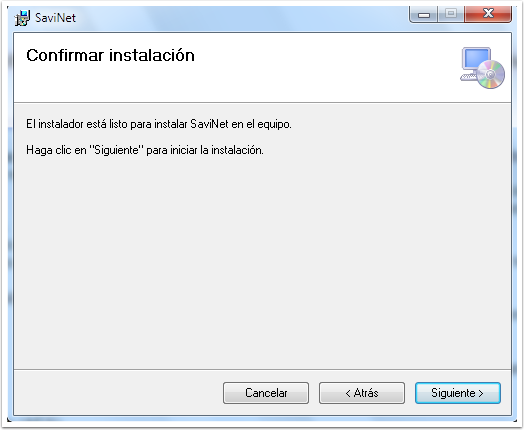 SaviNet
Confirmar instalación
El instalador está listo para instalar SaviNet en el equipo.
Haga clic en "Siguiente" para iniciar la instalación.
Cancelar
< Atrás
Siguiente >